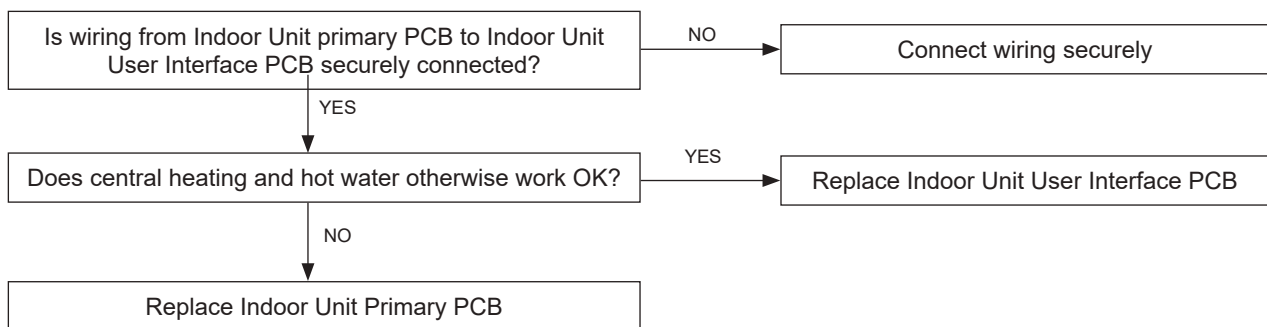 Is wiring from Indoor Unit primary PCB to Indoor Unit
User Interface PCB securely connected?
NO
Connect wiring securely
YES
Does central heating and hot water otherwise work OK?
YES
Replace Indoor Unit User Interface PCB
NO
Replace Indoor Unit Primary PCB